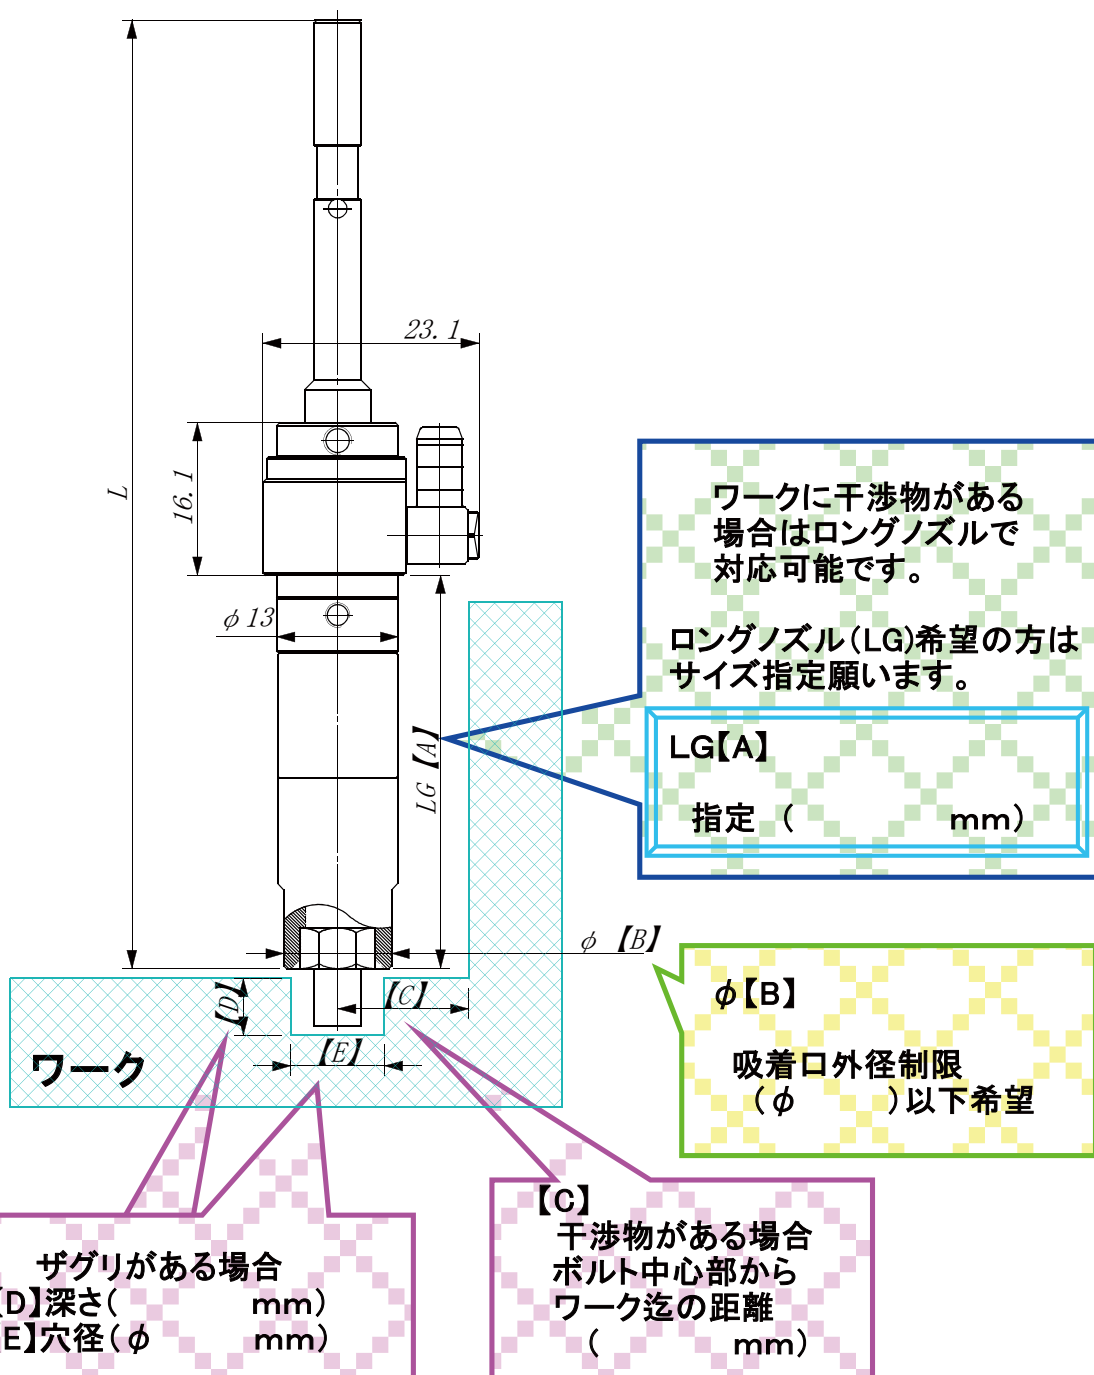 L
23.1
16.1
φ13
LG【A】
φ【B】
【C】
【D】
【E】
ワーク
ワークに干渉物がある
場合はロングノズルで
対応可能です。
ロングノズル(LG)希望の方は
サイズ指定願います。
LG【A】
指定 ( mm)
φ【B】
吸着口外径制限
(φ )以下希望
【C】
干渉物がある場合
ボルト中心部から
ワーク迄の距離
( mm)
ザグリがある場合
【D】深さ( mm)
E】穴径(φ mm)